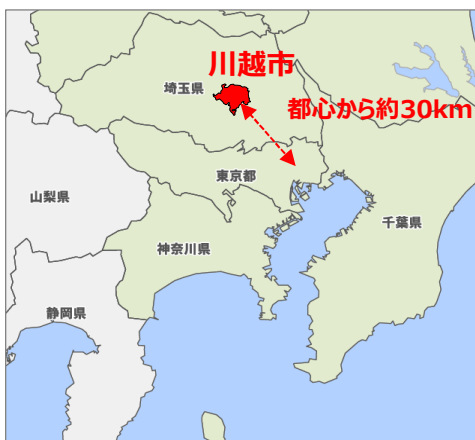 川越市
埼玉県
都心から約30km
東京都
山梨県
千葉県
神奈川県
静岡県